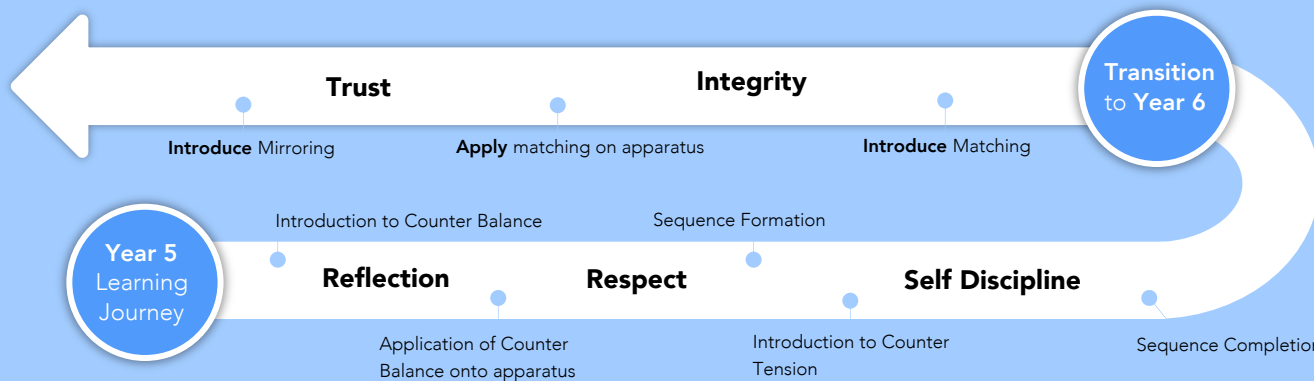 Trust
Integrity
Transition
to Year 6
Introduce Mirroring
Apply matching on apparatus
Introduce Matching
Introduction to Counter Balance
Sequence Formation
Year 5
Learning
Journey
Reflection
Respect
Self Discipline
Application of Counter
Balance onto apparatus
Introduction to Counter
Tension
Sequence Completion